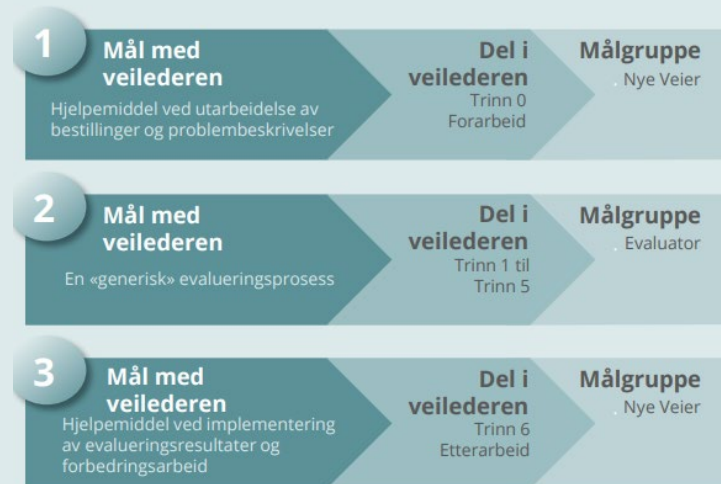 1
Mål med
veilederen
Hjelpemiddel ved utarbeidelse av
bestillinger og problembeskrivelser
Del i
veilederen
Trinn 0
Forarbeid
Målgruppe
. Nye Veier
2
Mål med
veilederen
En «generisk» evalueringsprosess
Del i
veilederen
Trinn 1 til
Trinn 5
Målgruppe
. Evaluator
3
Mål med
veilederen
Hjelpemiddel ved implementering
av evalueringsresultater og
forbedringsarbeid
Del i
veilederen
Trinn 6
Etterarbeid
Målgruppe
. Nye Veier